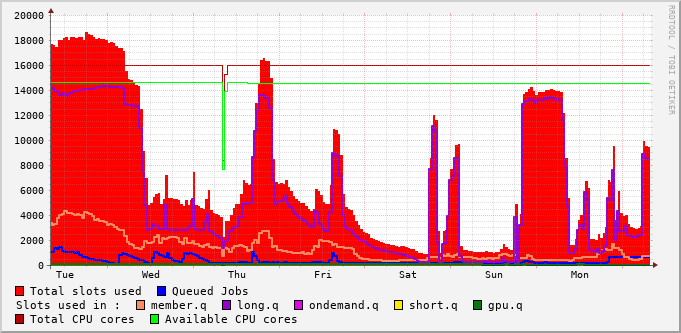 20000
18000
16000
14000
12000
10000
8000
6000
4000
2000
0
Tue Wed Thu Fri Sat Sun Mon
RRDTOOL / TOBI OETIKER
Total slots used Queued Jobs
Slots used in : member.q long.q ondemand.q short.q gpu.q
Total CPU cores Available CPU cores